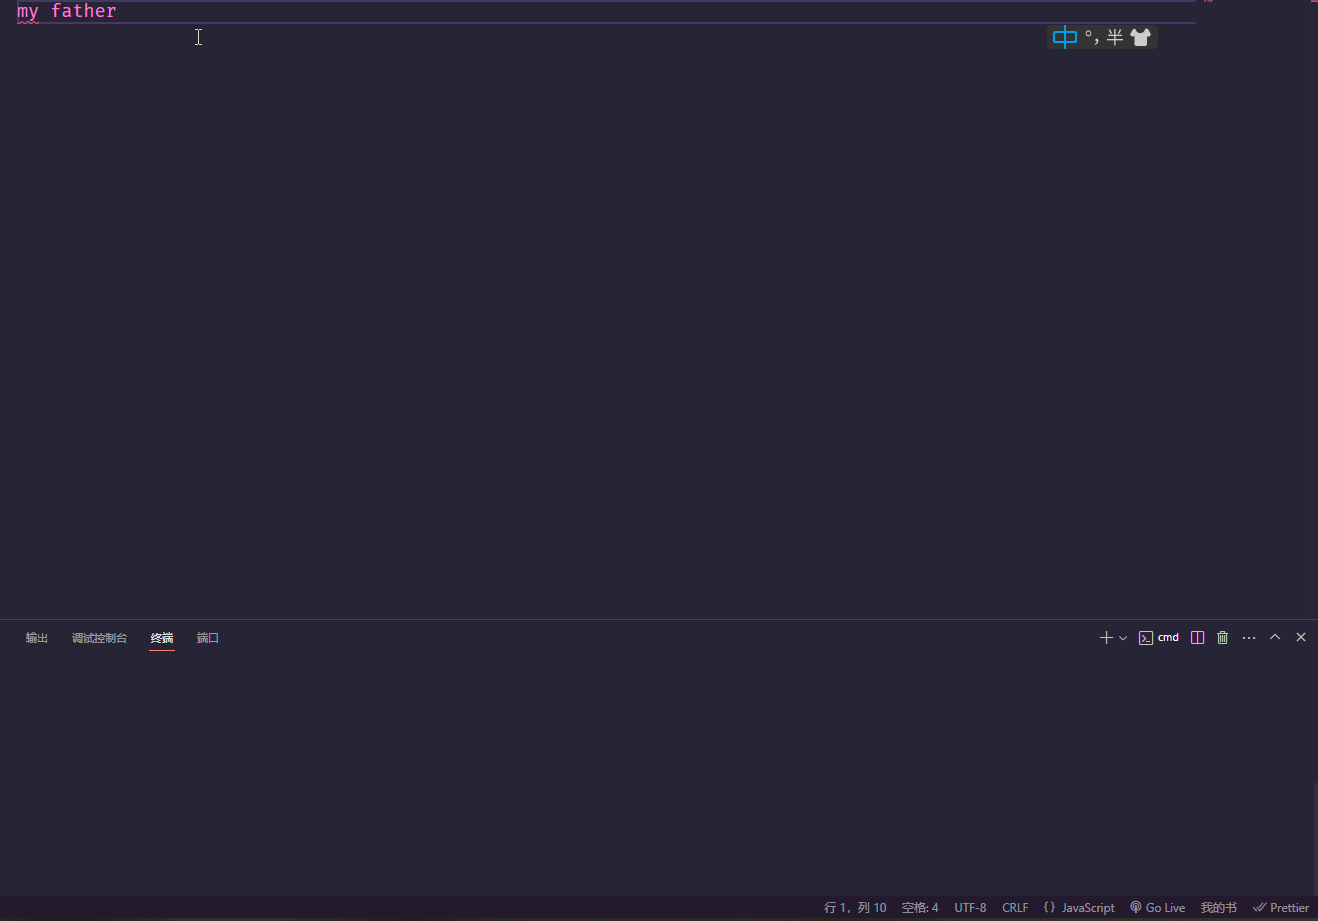 my father
中 °, 半
输出 调试控制台 终端 端口 cmd
行 1，列 10 空格: 4 UTF-8 CRLF {} JavaScript Go Live 我的书 Prettier